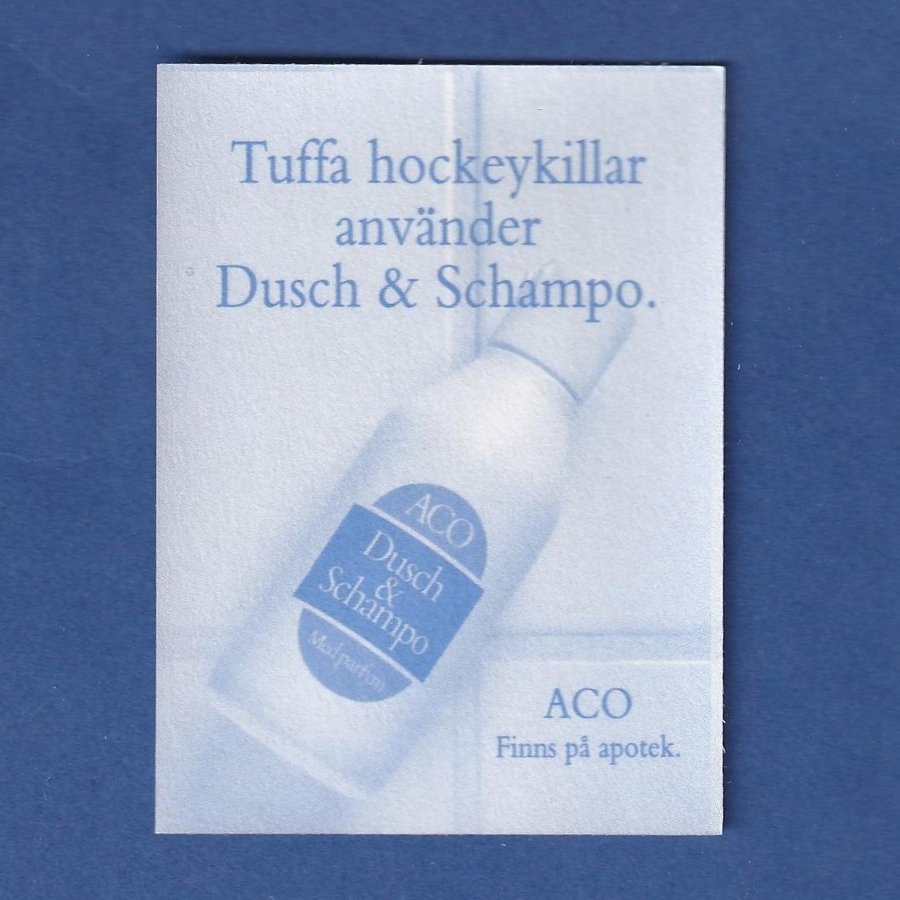 Tuffa hockeykillar
använder
Dusch & Schampo.
ACO
Dusch
&
Schampo
Med parfym
ACO
Finns på apotek.